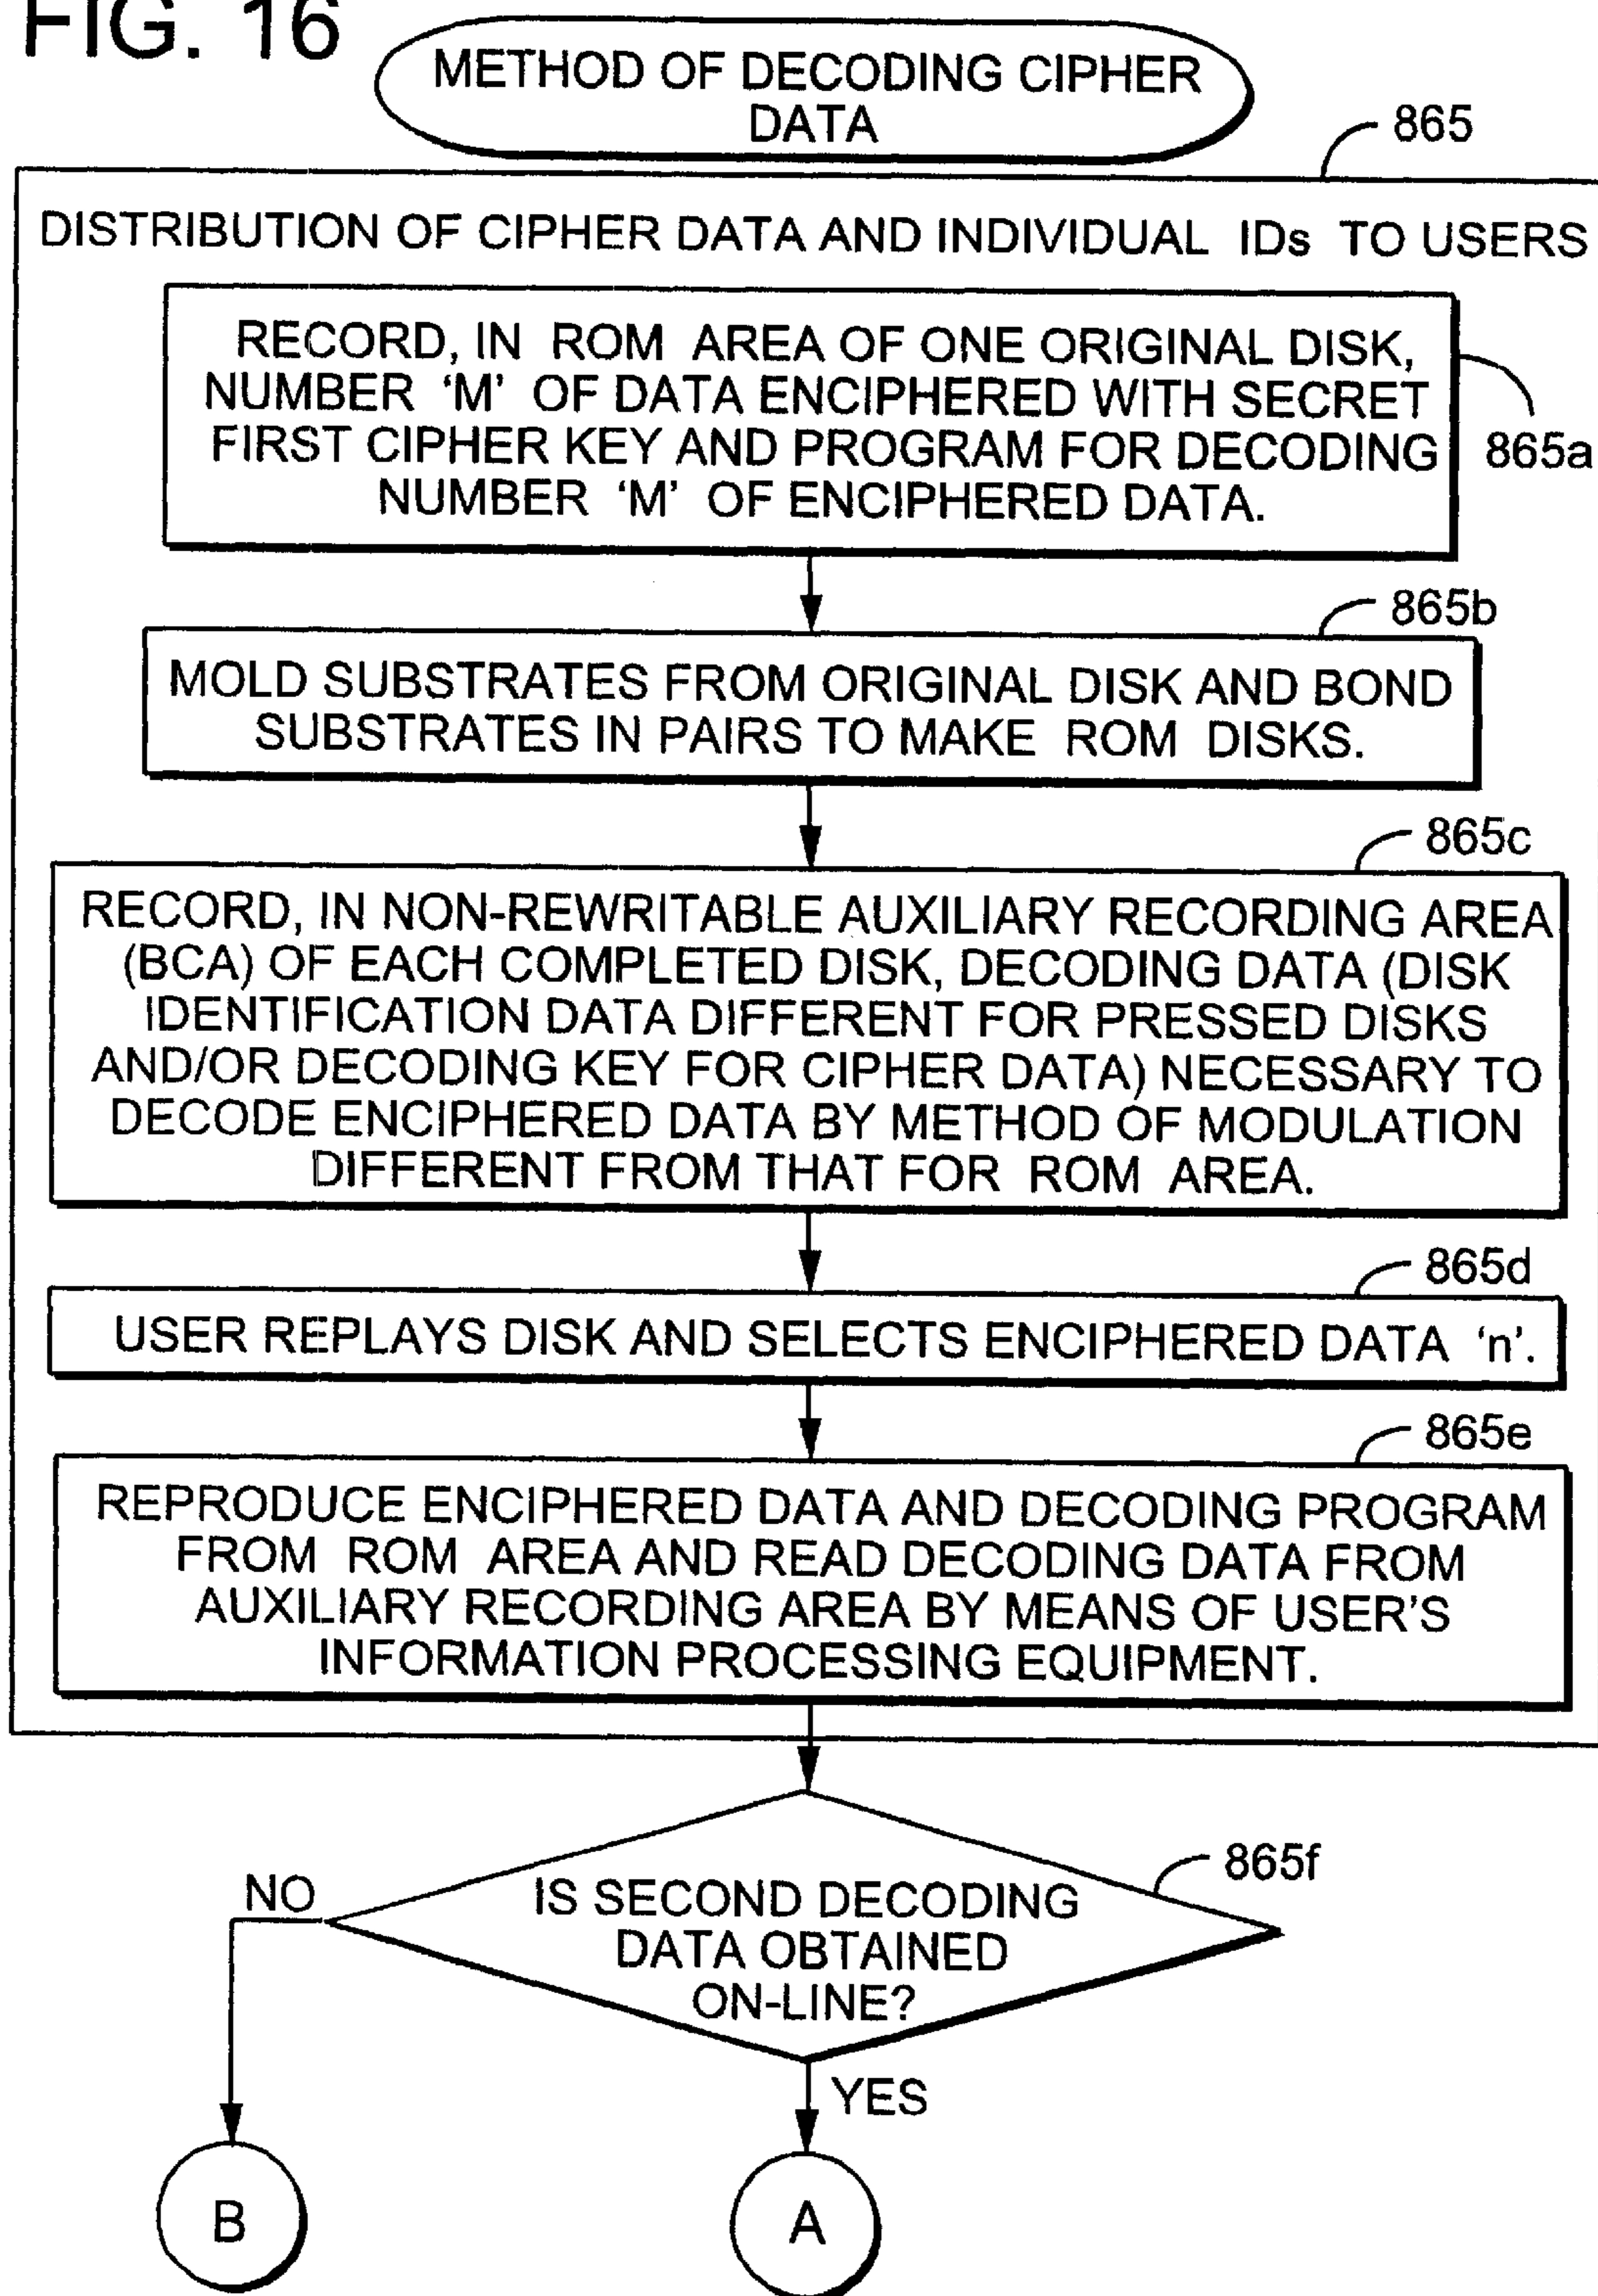 FIG. 16
METHOD OF DECODING CIPHER
DATA
865
DISTRIBUTION OF CIPHER DATA AND INDIVIDUAL IDs TO USERS
RECORD, IN ROM AREA OF ONE ORIGINAL DISK,
NUMBER 'M' OF DATA ENCIPHERED WITH SECRET
FIRST CIPHER KEY AND PROGRAM FOR DECODING
NUMBER 'M' OF ENCIPHERED DATA.
865a
865b
MOLD SUBSTRATES FROM ORIGINAL DISK AND BOND
SUBSTRATES IN PAIRS TO MAKE ROM DISKS.
865c
RECORD, IN NON-REWRITABLE AUXILIARY RECORDING AREA
(BCA) OF EACH COMPLETED DISK, DECODING DATA (DISK
IDENTIFICATION DATA DIFFERENT FOR PRESSED DISKS
AND/OR DECODING KEY FOR CIPHER DATA) NECESSARY TO
DECODE ENCIPHERED DATA BY METHOD OF MODULATION
DIFFERENT FROM THAT FOR ROM AREA.
865d
USER REPLAYS DISK AND SELECTS ENCIPHERED DATA 'n'.
865e
REPRODUCE ENCIPHERED DATA AND DECODING PROGRAM
FROM ROM AREA AND READ DECODING DATA FROM
AUXILIARY RECORDING AREA BY MEANS OF USER'S
INFORMATION PROCESSING EQUIPMENT.
865f
NO
IS SECOND DECODING
DATA OBTAINED
ON-LINE?
YES
B
A